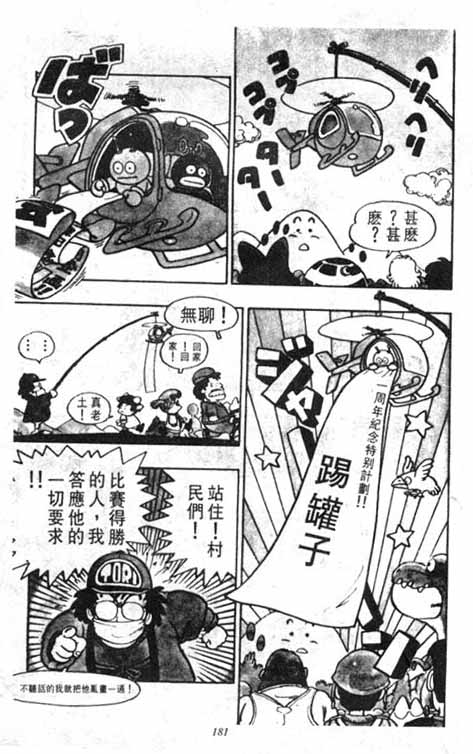 甚麼
？甚
麼？
コプコプ
ターター
フリ
フリ
ばっ
一周年紀念特別計劃！！
踢罐子
ジャ
無聊！
回家
！回
家！
真老
土！
……
站住！村
民們！
比賽得勝
的人，我
答應他的
一切要求
！！
TORI
不聽話的我就把他亂畫一通！
181